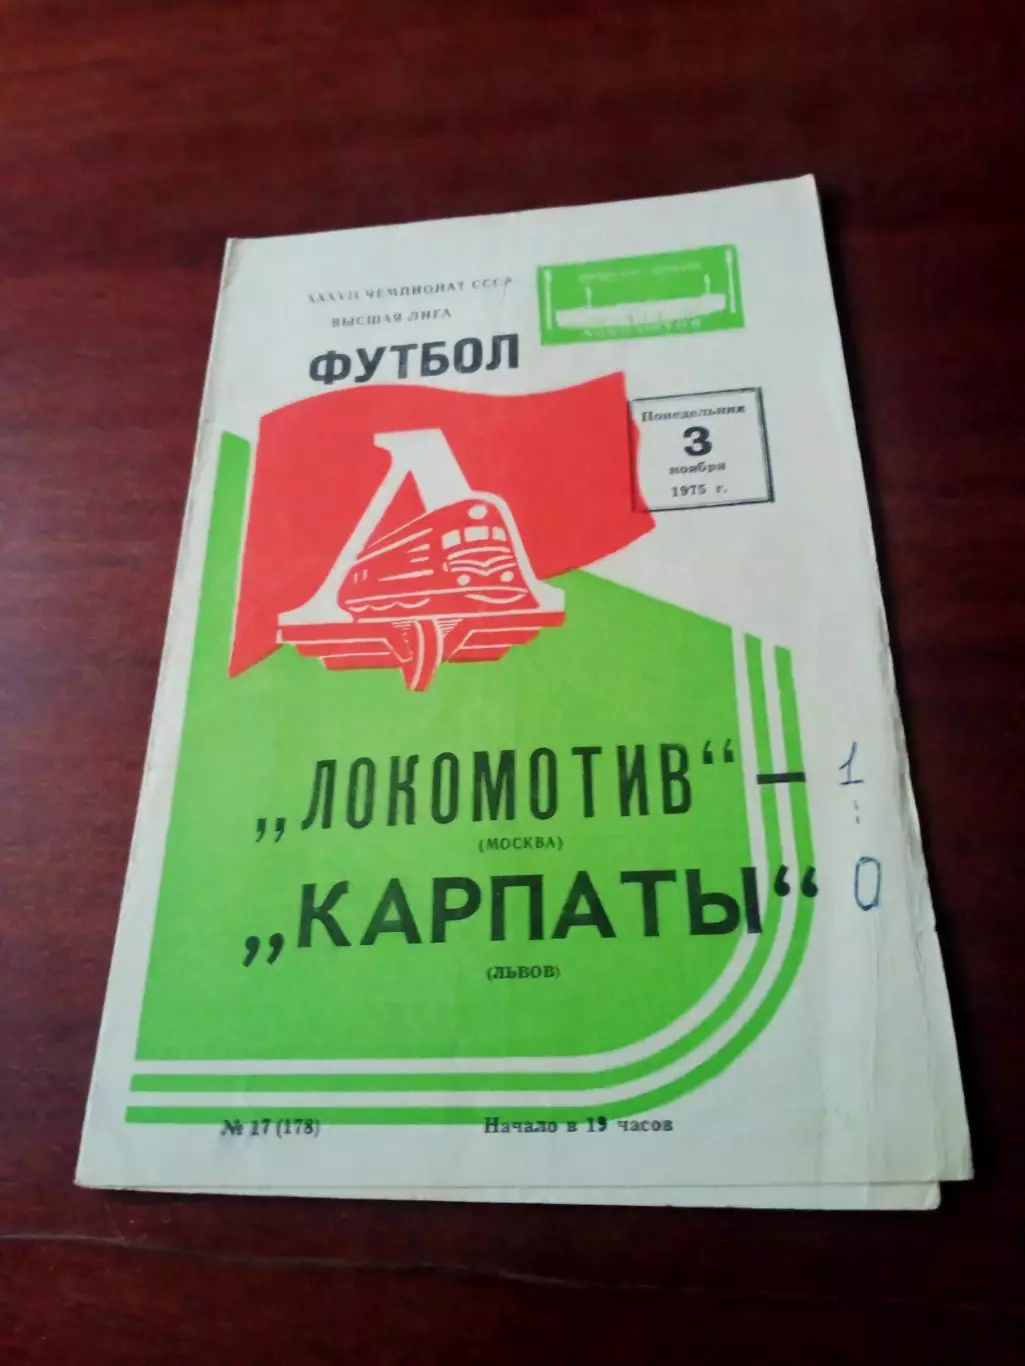 XXXVII ЧЕМПИОНАТ СССР
ВЫСШАЯ ЛИГА
ФУТБОЛ
Понедельник
3
ноября
1975 г.
„ЛОКОМОТИВ“ — 1
(МОСКВА)
:
„КАРПАТЫ“ 0
(ЛЬВОВ)
№ 17 (178) Начало в 19 часов